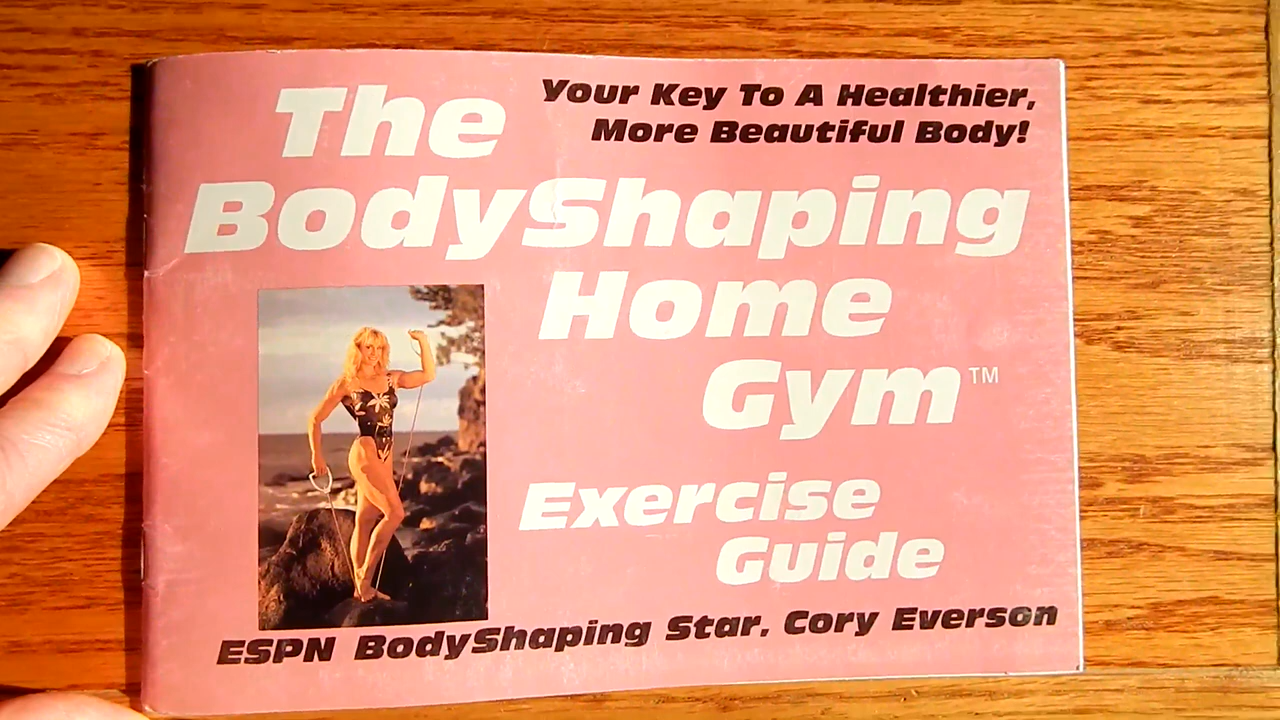 Your Key To A Healthier,
More Beautiful Body!
The
BodyShaping
Home
Gym™
Exercise
Guide
ESPN BodyShaping Star, Cory Everson